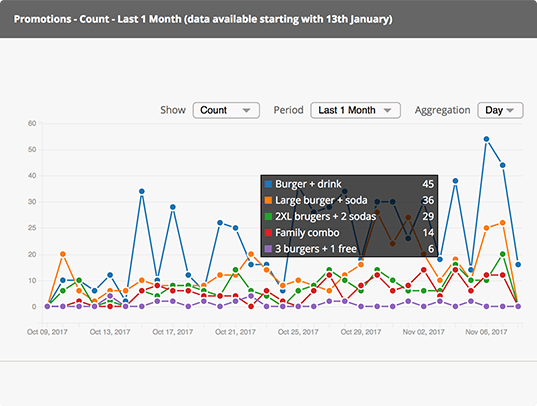 Promotions - Count - Last 1 Month (data available starting with 13th January)
Show Count Period Last 1 Month Aggregation Day
60
50
40
30
25
20
10
0
Burger + drink 45
Large burger + soda 36
2XL brugers + 2 sodas 29
Family combo 14
3 burgers + 1 free 6
Oct 09, 2017 Oct 13, 2017 Oct 17, 2017 Oct 21, 2017 Oct 25, 2017 Oct 29, 2017 Nov 02, 2017 Nov 06, 2017